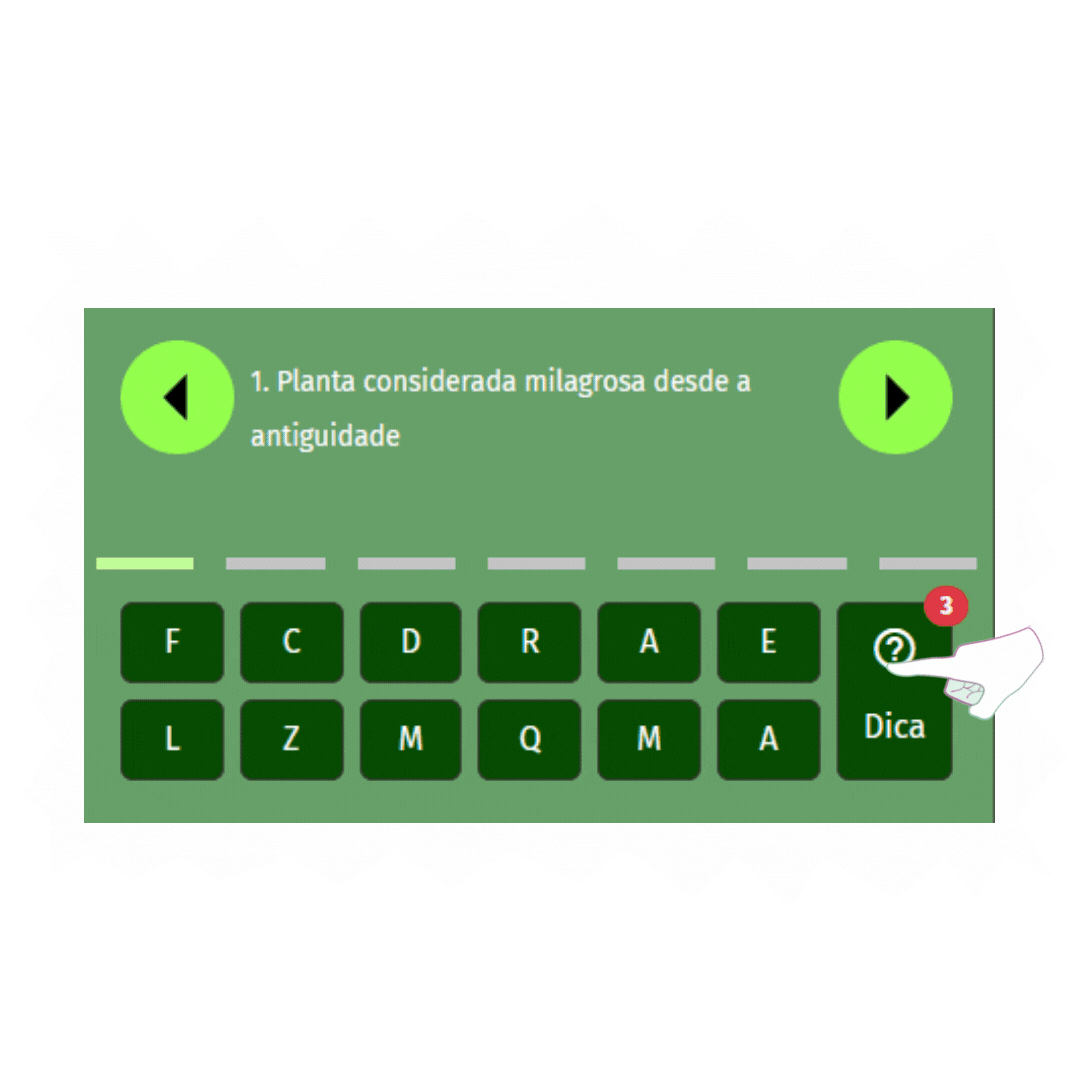 1. Planta considerada milagrosa desde a
antiguidade
3
F C D R A E
L Z M Q M A
Dica